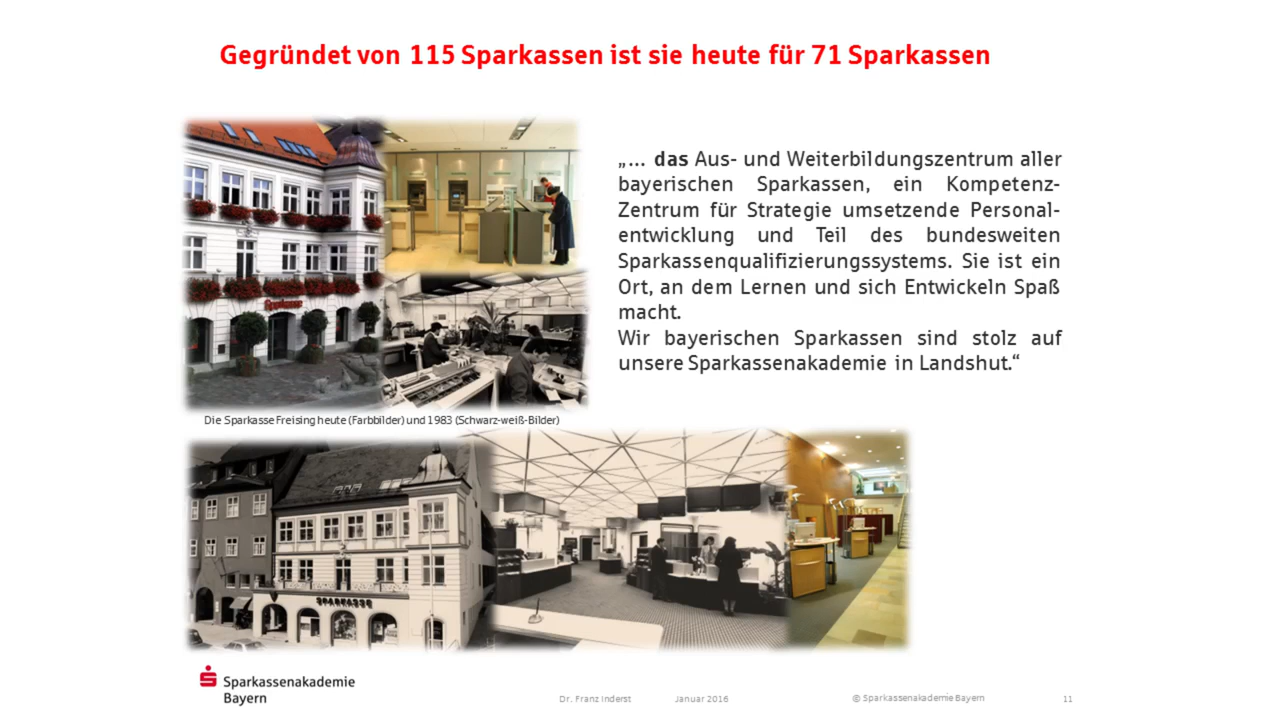 Gegründet von 115 Sparkassen ist sie heute für 71 Sparkassen
„... das Aus- und Weiterbildungszentrum aller
bayerischen Sparkassen, ein Kompetenz-
Zentrum für Strategie umsetzende Personal-
entwicklung und Teil des bundesweiten
Sparkassenqualifizierungssystems. Sie ist ein
Ort, an dem Lernen und sich Entwickeln Spaß
macht.
Wir bayerischen Sparkassen sind stolz auf
unsere Sparkassenakademie in Landshut.“
Sparkasse
Die Sparkasse Freising heute (Farbbilder) und 1983 (Schwarz-weiß-Bilder)
SPARKASSE
Sparkassenakademie
Bayern
Dr. Franz Inderst Januar 2016 © Sparkassenakademie Bayern 11